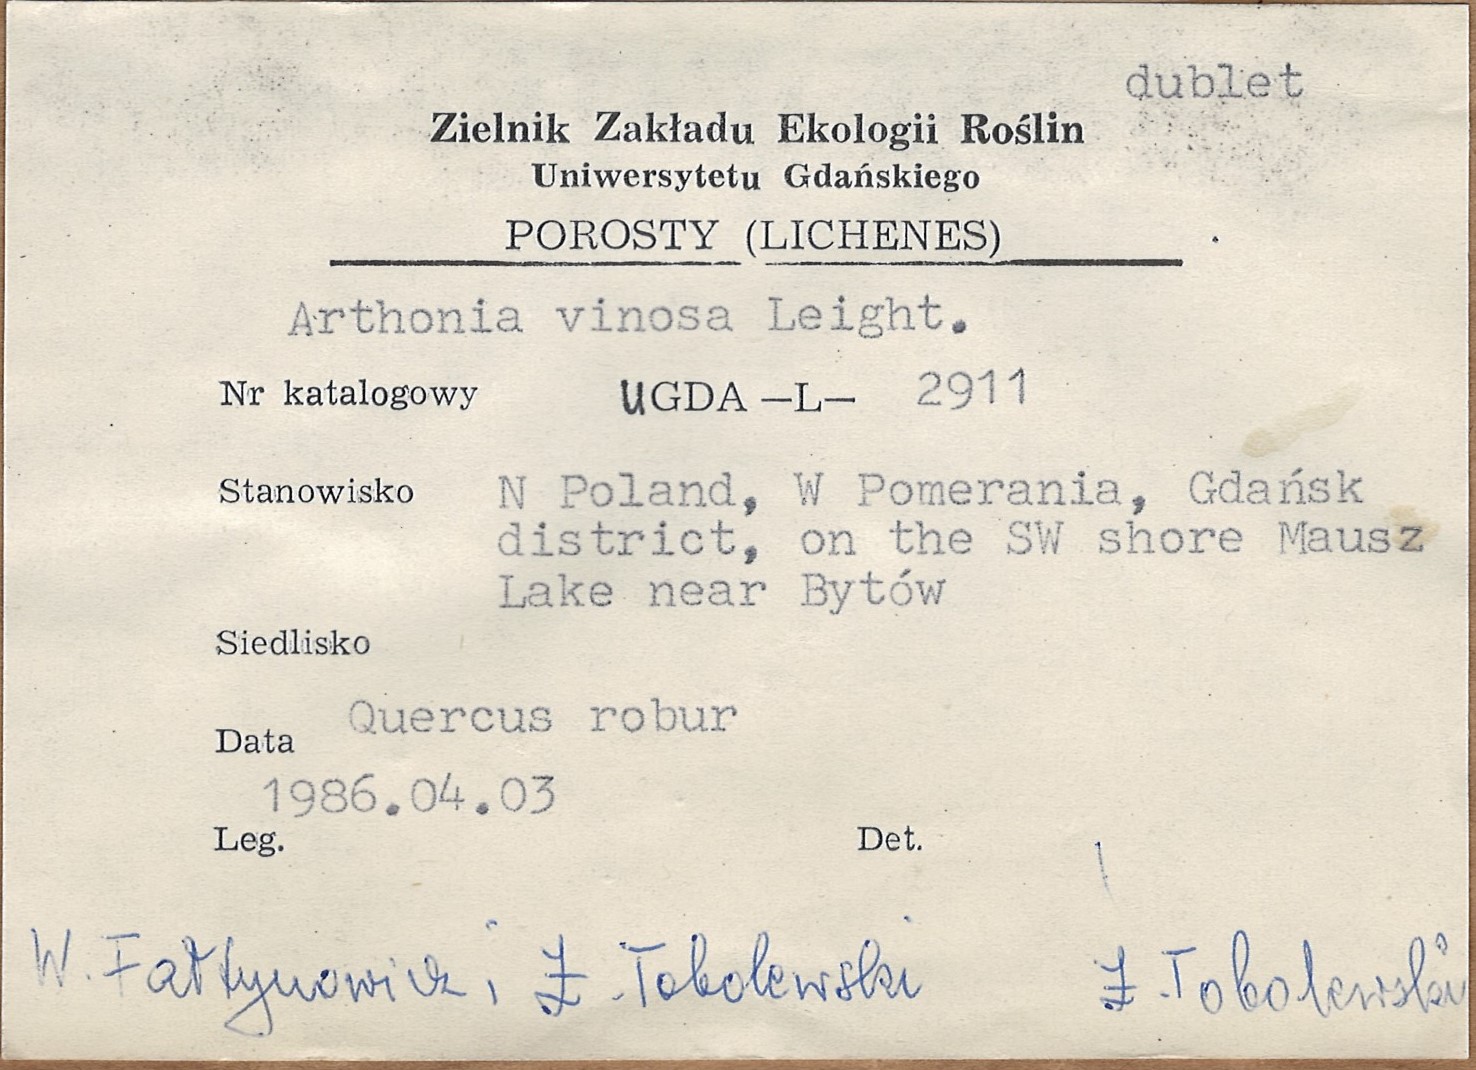 dublet
Zielnik Zakładu Ekologii Roślin
Uniwersytetu Gdańskiego
POROSTY (LICHENES)
Arthonia vinosa Leight.
Nr katalogowy UGDA —L— 2911
Stanowisko N Poland, W Pomerania, Gdańsk
district, on the SW shore Mausz
Lake near Bytów
Siedlisko
Quercus robur
Data
1986.04.03
Leg. Det.
W. Fałtynowicz i Z. Tobolewski Z. Tobolewski